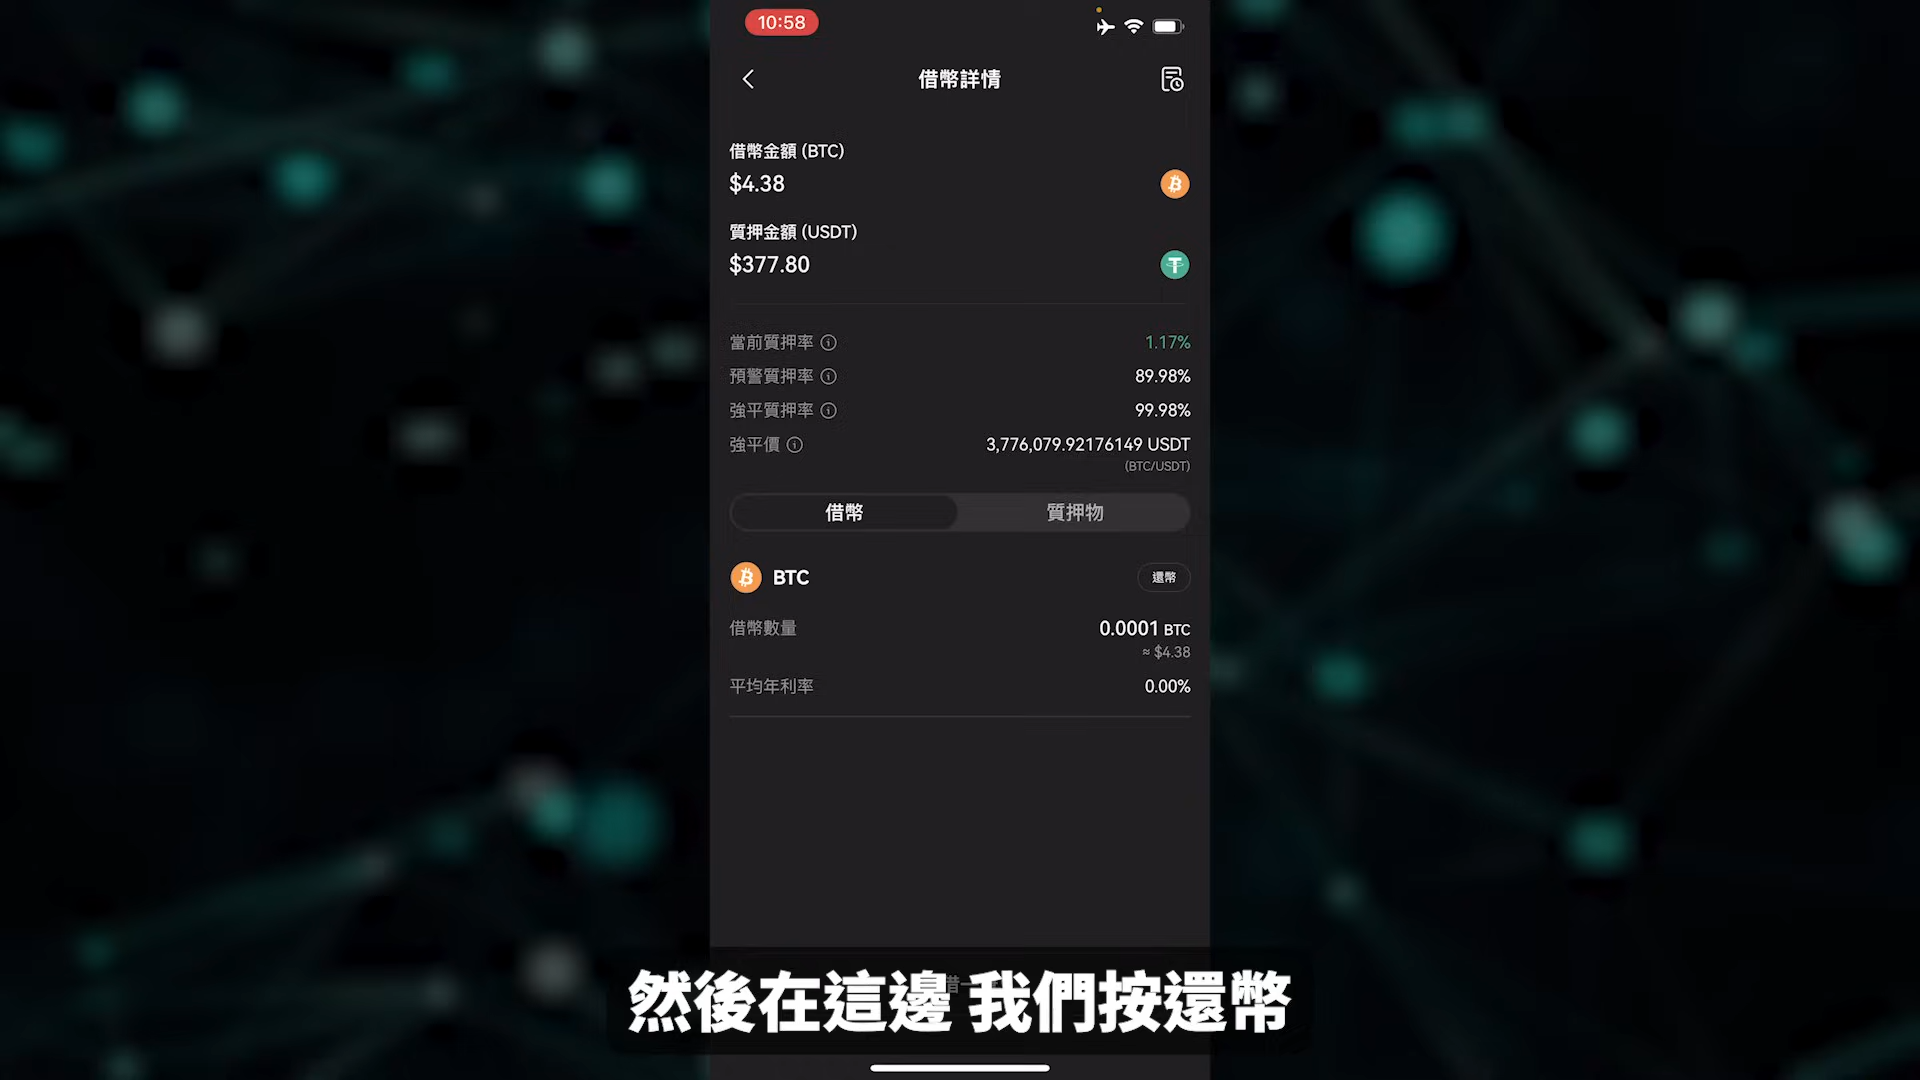 10:58
借幣詳情
借幣金額 (BTC)
$4.38
質押金額 (USDT)
$377.80
當前質押率 1.17%
預警質押率 89.98%
強平質押率 99.98%
強平價 3,776,079.92176149 USDT
(BTC/USDT)
借幣 質押物
BTC 還幣
借幣數量 0.0001 BTC
≈ $4.38
平均年利率 0.00%
然後在這邊 我們按還幣